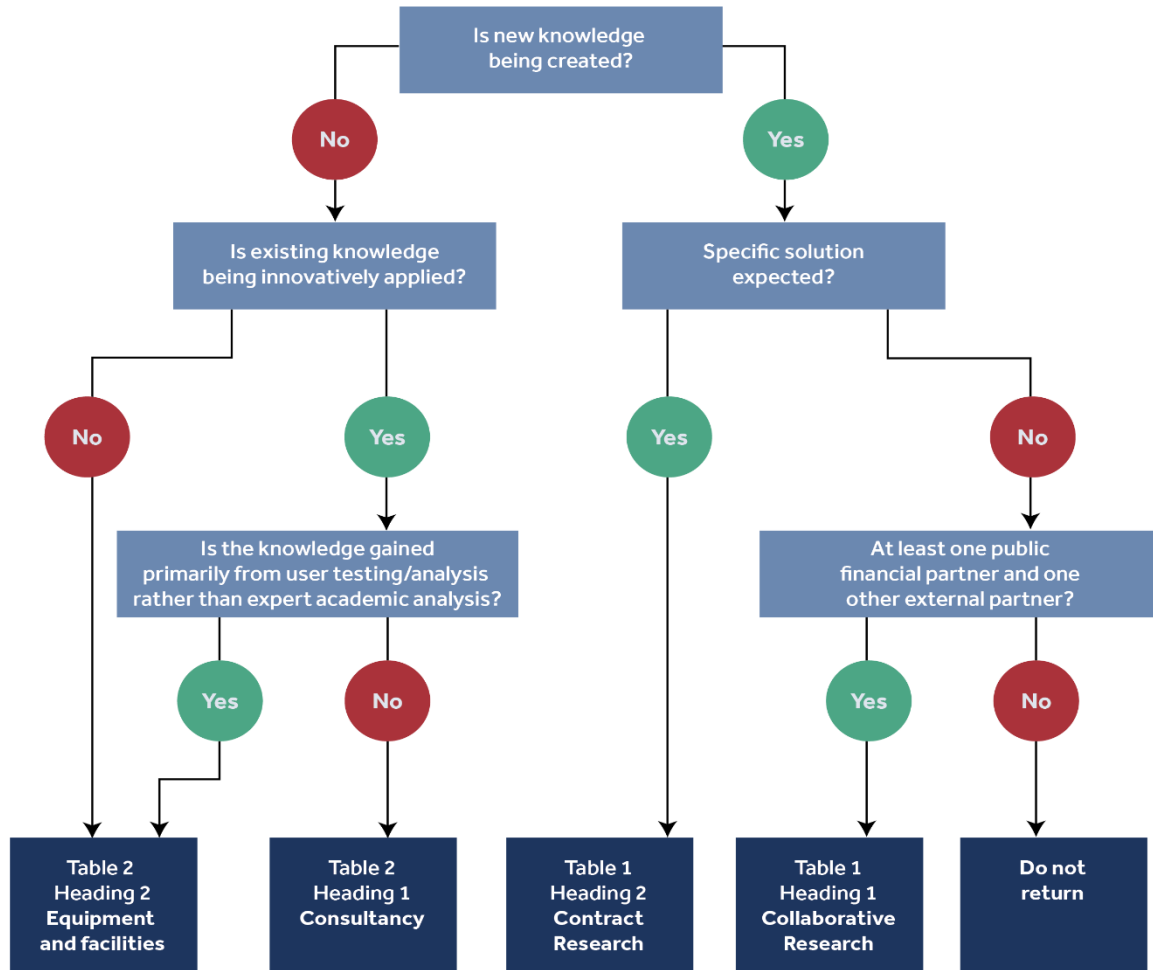 Is new knowledge
being created?
No
Yes
Is existing knowledge
being innovatively applied?
Specific solution
expected?
No
Yes
Yes
No
Is the knowledge gained
primarily from user testing/analysis
rather than expert academic analysis?
At least one public
financial partner and one
other external partner?
Yes
No
Yes
No
Table 2
Heading 2
Equipment
and facilities
Table 2
Heading 1
Consultancy
Table 1
Heading 2
Contract
Research
Table 1
Heading 1
Collaborative
Research
Do not
return